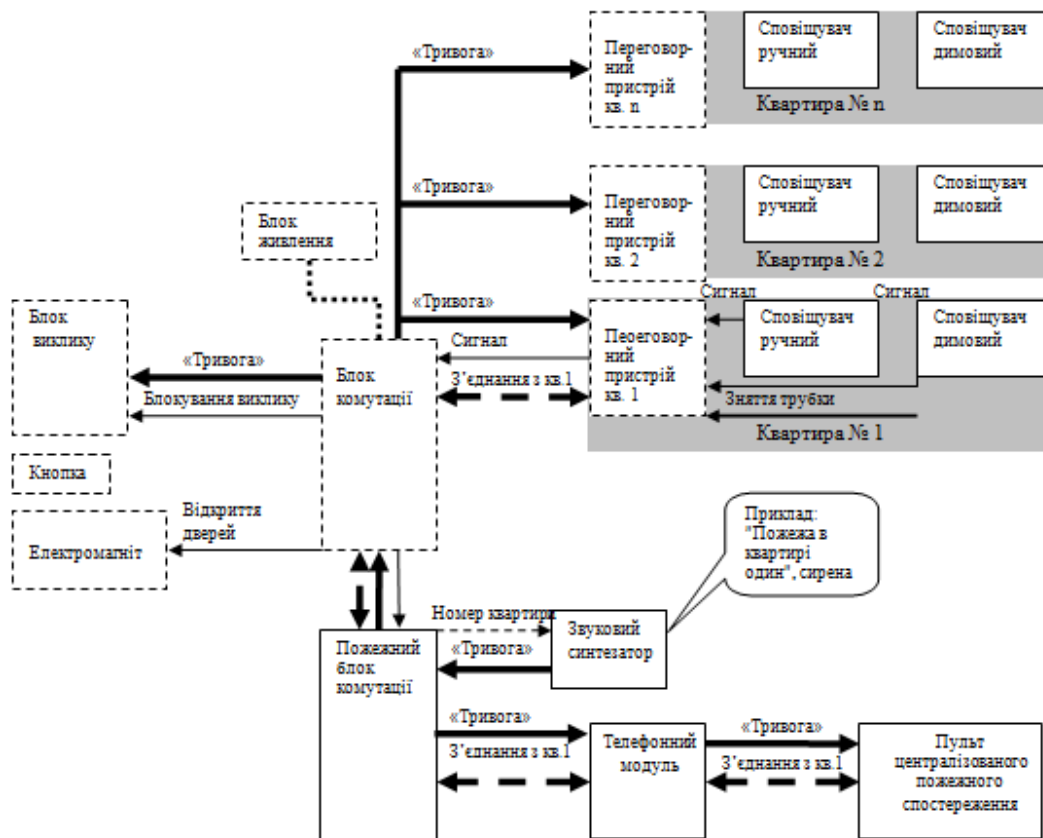 «Тривога»
Переговор-
ний
пристрій
кв. n
Сповіщувач
ручний
Сповіщувач
димовий
Квартира № n
«Тривога»
Переговор-
ний
пристрій
кв. 2
Сповіщувач
ручний
Сповіщувач
димовий
Квартира № 2
Блок
живлення
«Тривога»
Сигнал
Сигнал
Блок
виклику
«Тривога»
Блокування виклику
Блок
комутації
Сигнал
З’єднання з кв.1
Переговор-
ний
пристрій
кв. 1
Сповіщувач
ручний
Сповіщувач
димовий
Зняття трубки
Квартира № 1
Кнопка
Електромагніт
Відкриття
дверей
Приклад:
"Пожежа в
квартирі
один", сирена
Номер квартири
«Тривога»
Звуковий
синтезатор
Пожежний
блок
комутації
«Тривога»
З’єднання з кв.1
Телефонний
модуль
«Тривога»
З’єднання з кв.1
Пульт
централізованого
пожежного
спостереження